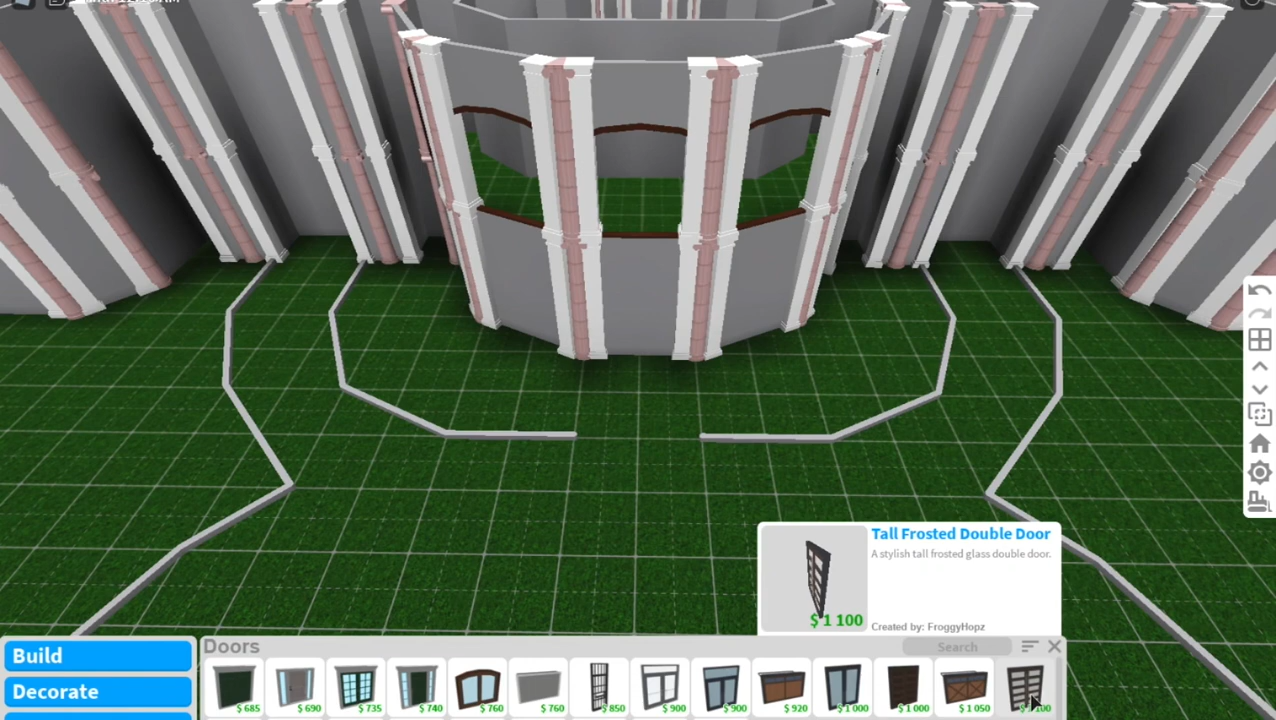 Tall Frosted Double Door
A stylish tall frosted glass double door.
$ 1 100
Created by: FroggyHopz
Build
Doors
Search
Decorate
$ 685
$ 690
$ 735
$ 740
$ 760
$ 760
$ 850
$ 900
$ 900
$ 920
$ 1 000
$ 1 000
$ 1 050